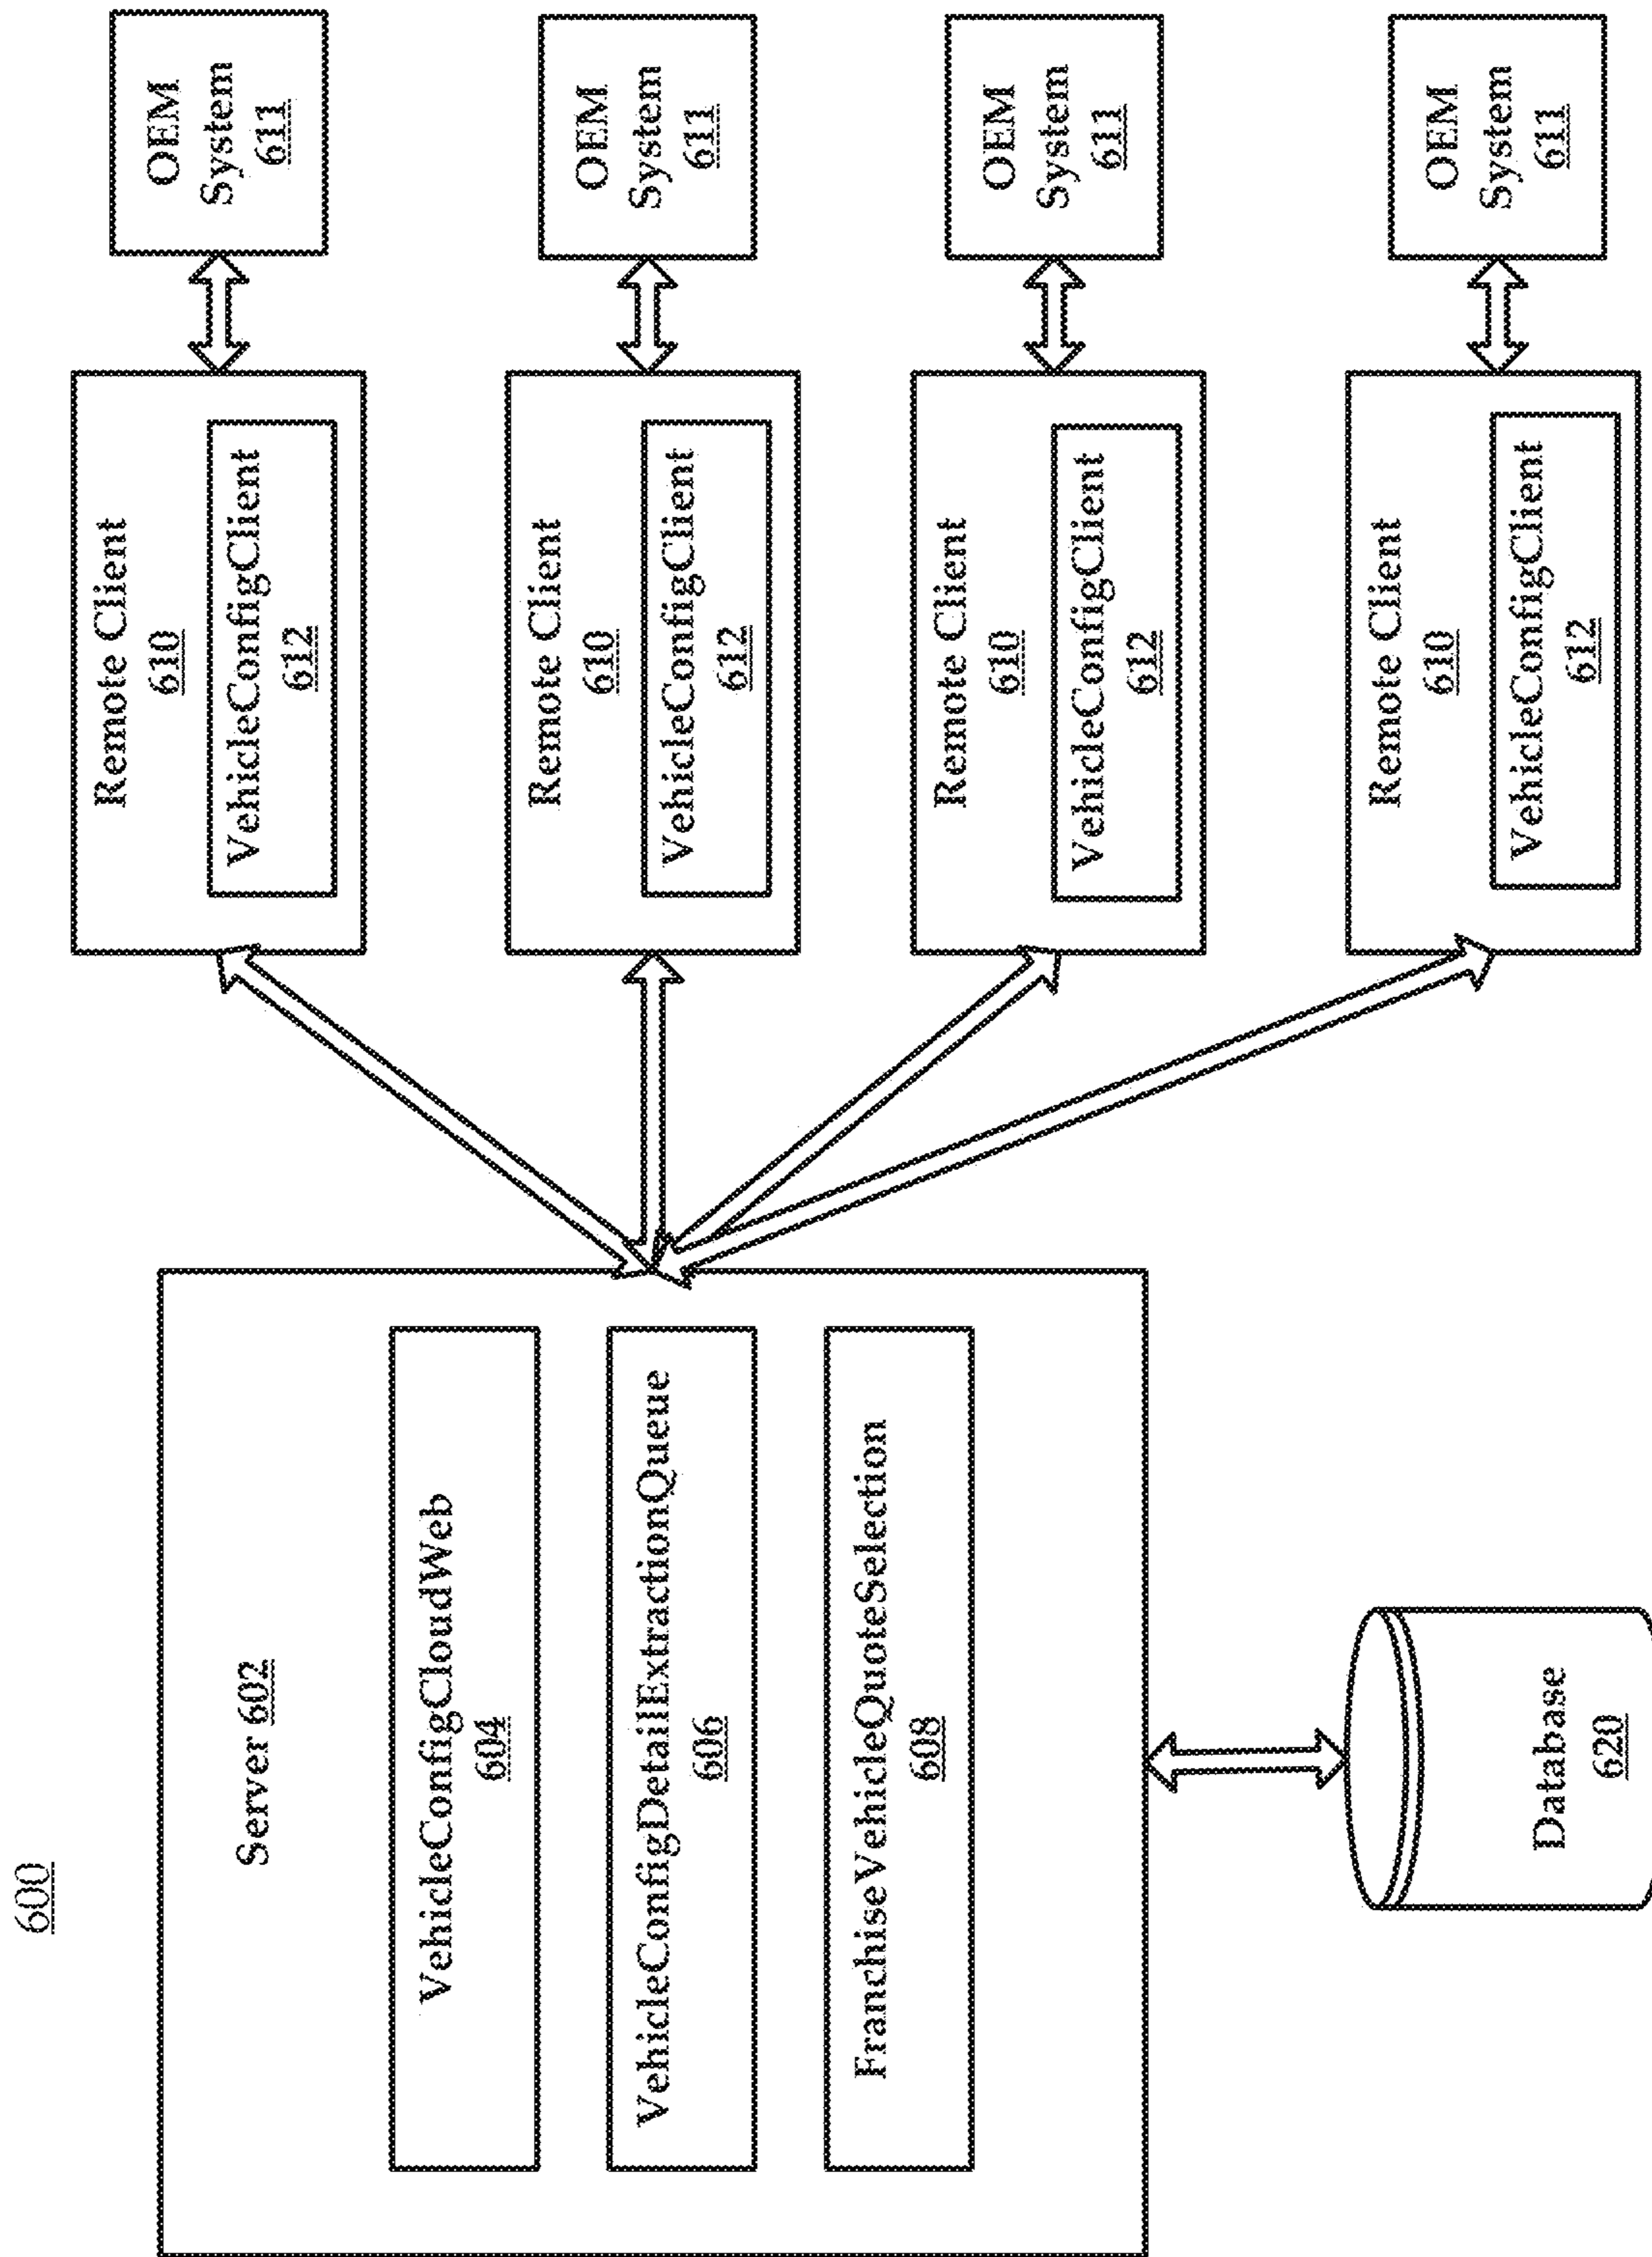 600
Server 602
VehicleConfigCloudWeb
604
VehicleConfigDetailExtractionQueue
606
FranchiseVehicleQuoteSelection
608
Database
620
Remote Client
610
VehicleConfigClient
612
OEM
System
611
Remote Client
610
VehicleConfigClient
612
OEM
System
611
Remote Client
610
VehicleConfigClient
612
OEM
System
611
Remote Client
610
VehicleConfigClient
612
OEM
System
611